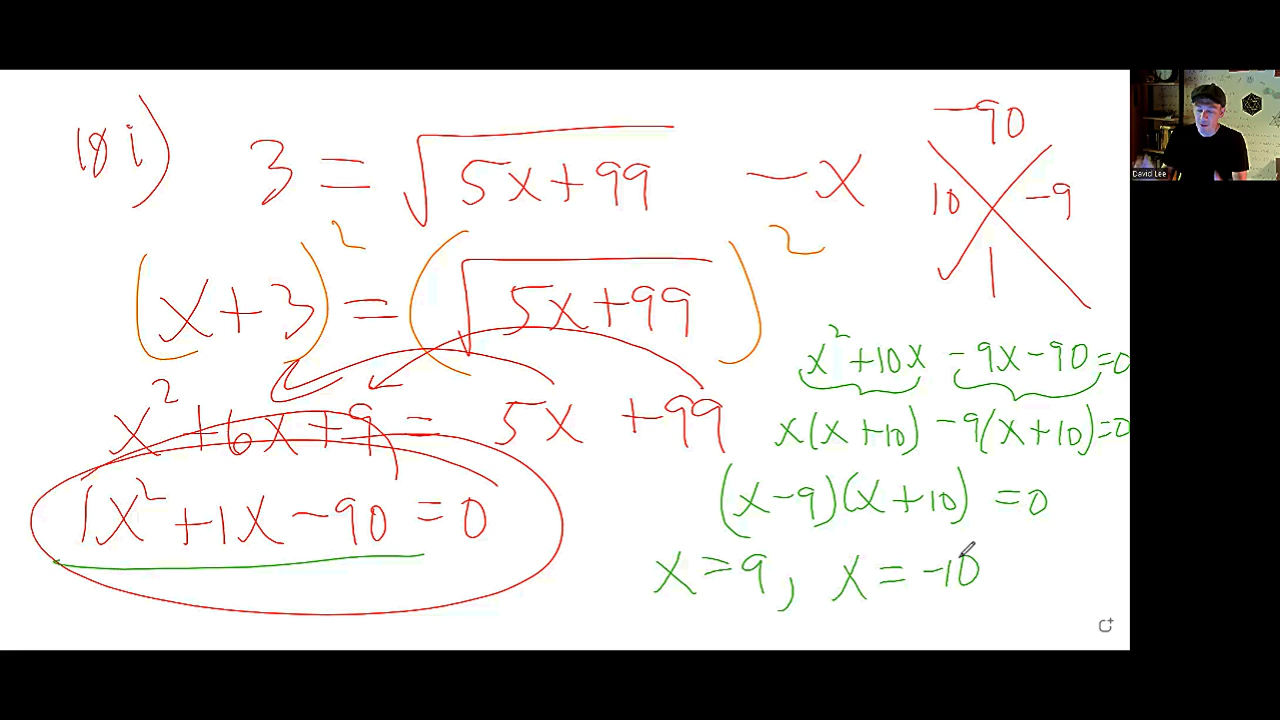 18i) 3 = √(5x+99) −x
(x+3)² = (√(5x+99))²
x²+6x+9 = 5x +99
1x²+1x−90=0
−90
10 −9
1
x²+10x −9x−90=0
x(x+10) −9(x+10)=0
(x−9)(x+10) =0
x=9, x=−10
David Lee